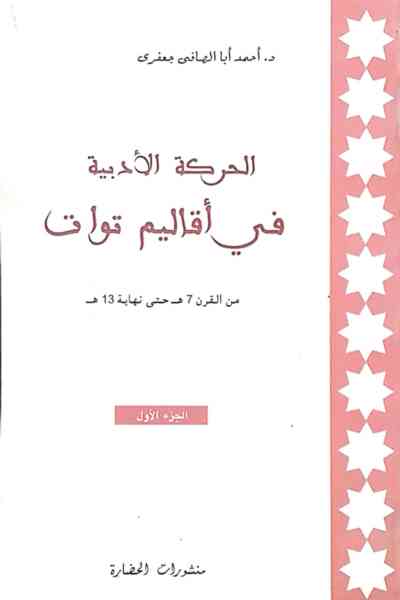 د. أحمد أبا الصافي جعفري
الحركة الأدبية
في أقاليم توات
من القرن 7 هـ حتى نهاية 13 هـ
الجزء الأول
منشورات الحضارة